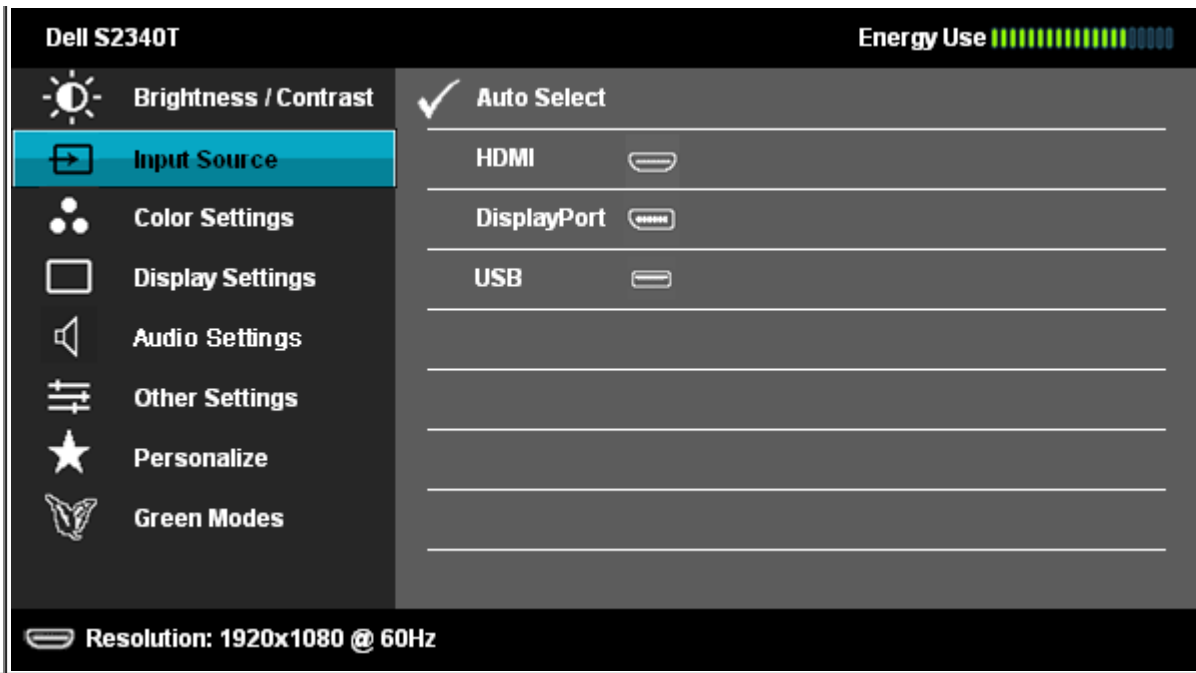 Dell S2340T
Energy Use
Brightness / Contrast
Auto Select
Input Source
HDMI
Color Settings
DisplayPort
Display Settings
USB
Audio Settings
Other Settings
Personalize
Green Modes
Resolution: 1920x1080 @ 60Hz